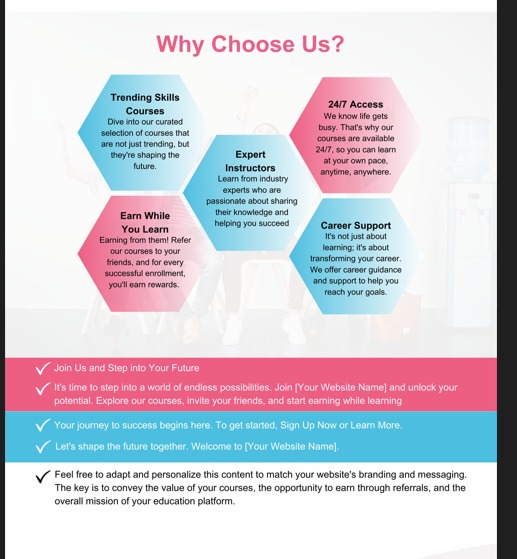 Why Choose Us?
Trending Skills
Courses
Dive into our curated
selection of courses that
are not just trending, but
they're shaping the
future.
24/7 Access
We know life gets
busy. That's why our
courses are available
24/7, so you can learn
at your own pace,
anytime, anywhere.
Expert
Instructors
Learn from industry
experts who are
passionate about sharing
their knowledge and
helping you succeed
Earn While
You Learn
Earning from them! Refer
our courses to your
friends, and for every
successful enrollment,
you'll earn rewards.
Career Support
It's not just about
learning; it's about
transforming your career.
We offer career guidance
and support to help you
reach your goals.
Join Us and Step into Your Future
It's time to step into a world of endless possibilities. Join [Your Website Name] and unlock your
potential. Explore our courses, invite your friends, and start earning while learning
Your journey to success begins here. To get started, Sign Up Now or Learn More.
Let's shape the future together. Welcome to [Your Website Name].
Feel free to adapt and personalize this content to match your website's branding and messaging.
The key is to convey the value of your courses, the opportunity to earn through referrals, and the
overall mission of your education platform.